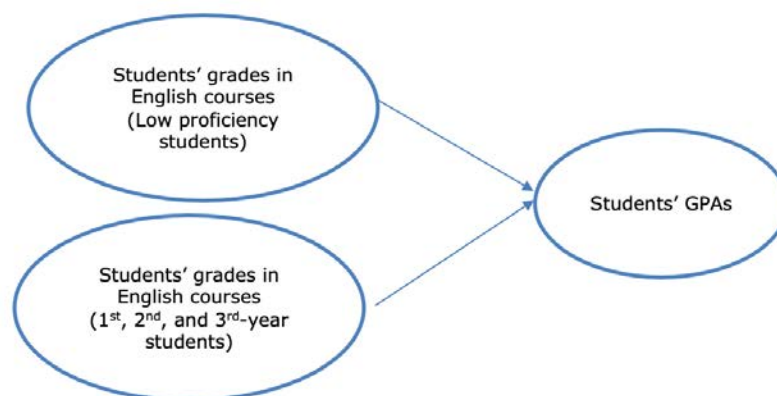 Students’ grades in
English courses
(Low proficiency
students)
Students’ GPAs
Students’ grades in
English courses
(1st, 2nd, and 3rd-year
students)